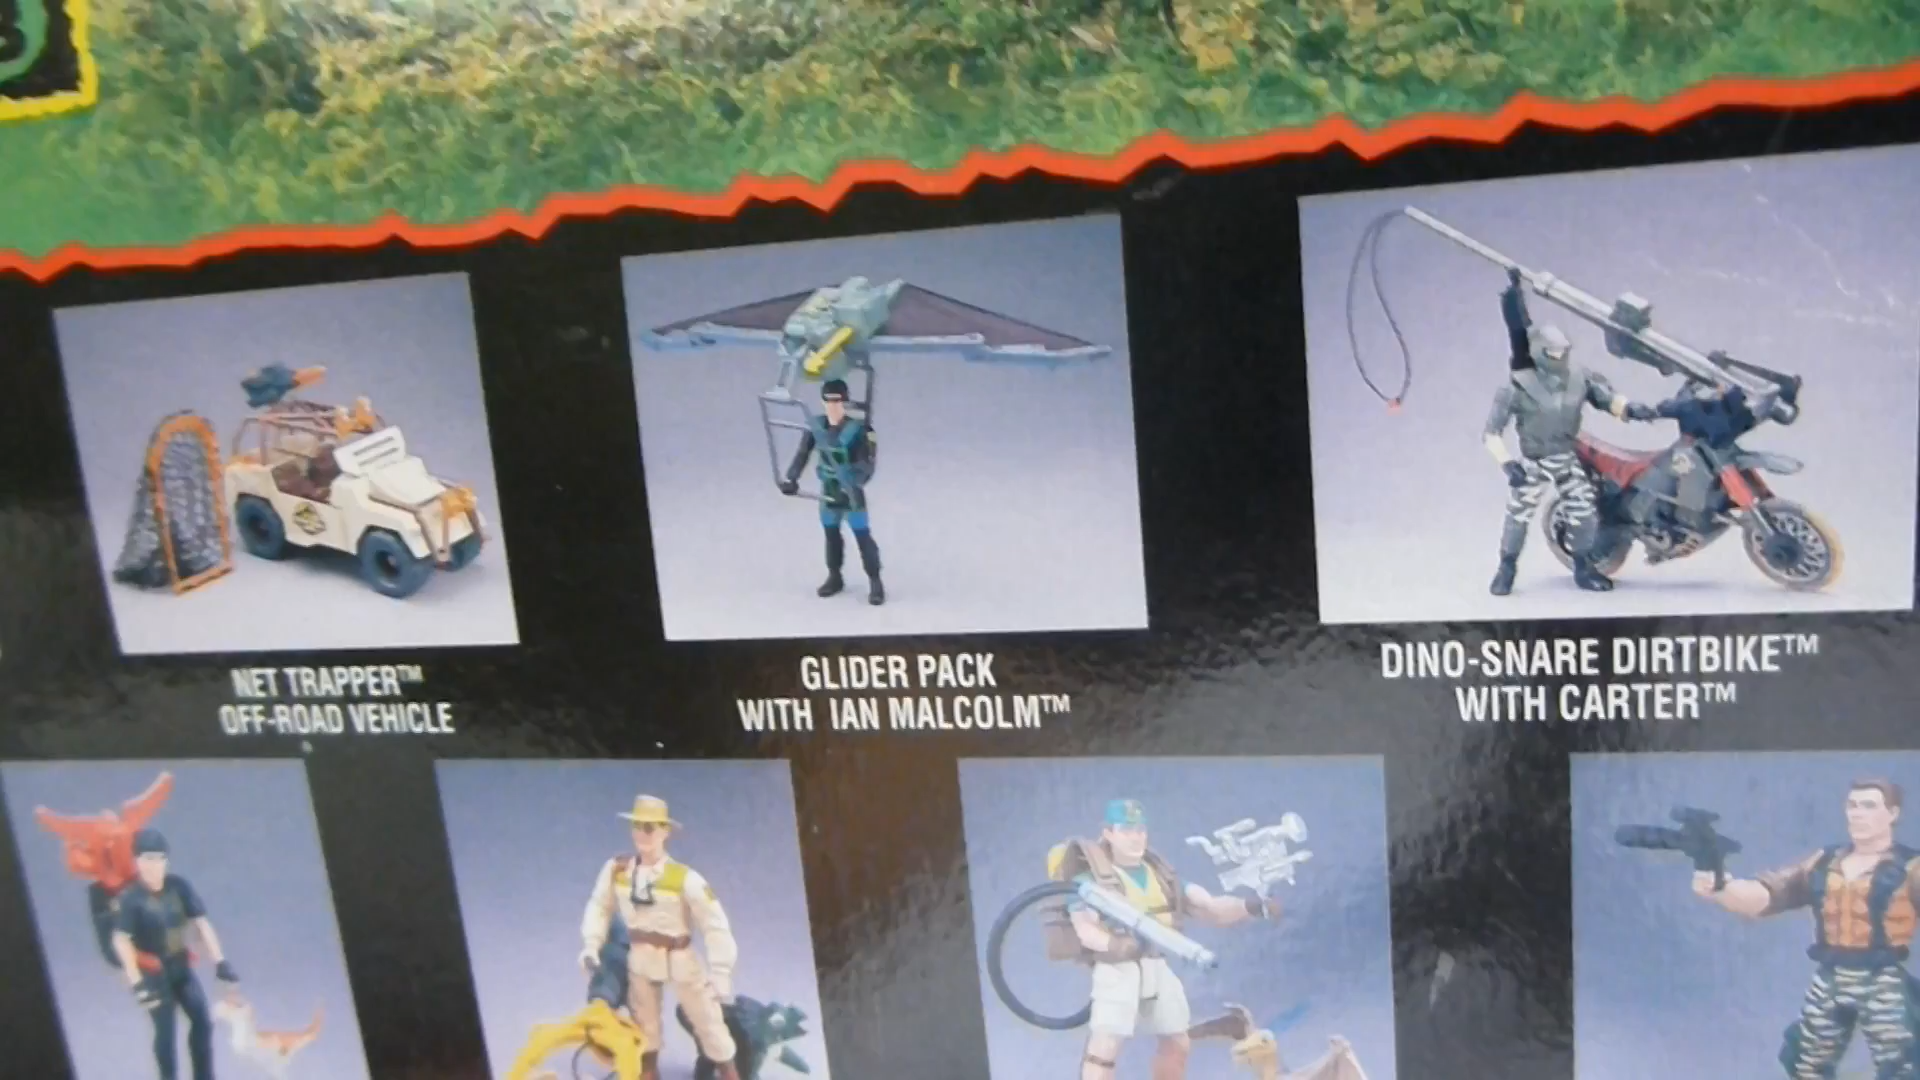 NET TRAPPER™
OFF-ROAD VEHICLE
GLIDER PACK
WITH IAN MALCOLM™
DINO-SNARE DIRTBIKE™
WITH CARTER™